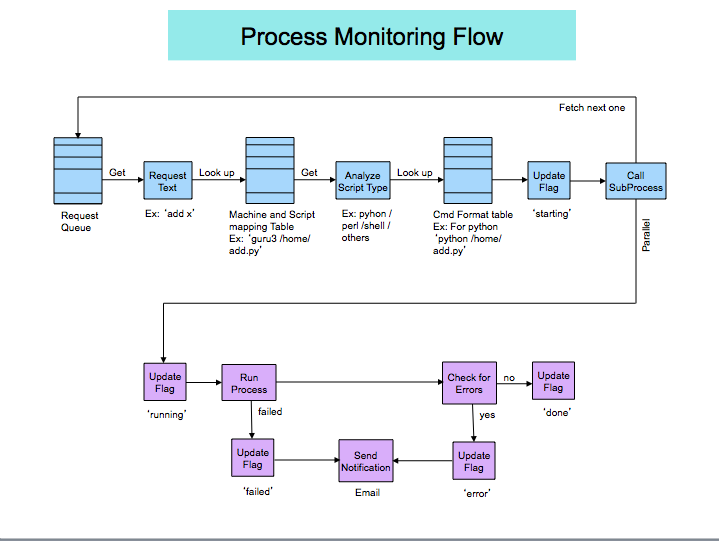 Process Monitoring Flow
Fetch next one
Get
Request
Text
Look up
Get
Analyze
Script Type
Look up
Update
Flag
Call
SubProcess
Request
Queue
Ex: ‘add x’
Machine and Script
mapping Table
Ex: ‘guru3 /home/
add.py’
Ex: pyhon /
perl /shell /
others
Cmd Format table
Ex: For python
‘python /home/
add.py’
‘starting’
Parallel
Update
Flag
‘running’
Run
Process
failed
Check for
Errors
no
yes
Update
Flag
‘done’
Update
Flag
‘failed’
Send
Notification
Email
Update
Flag
‘error’